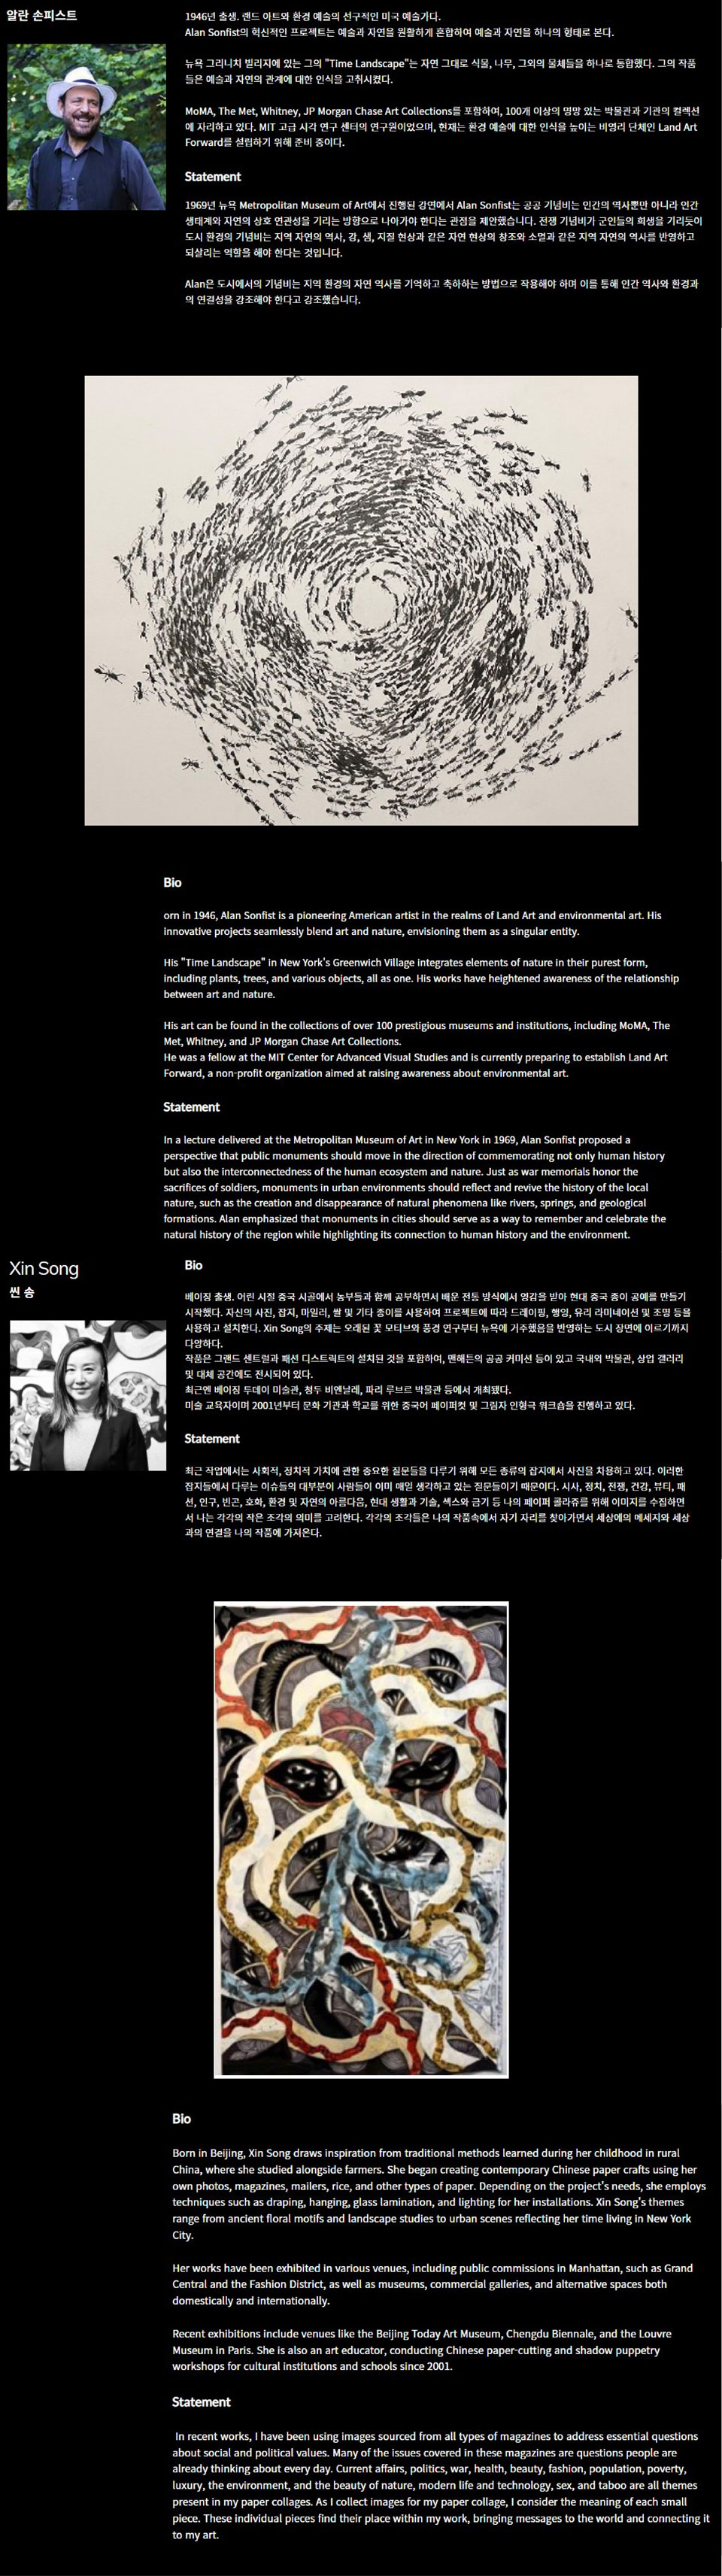 알란 손피스트
1946년 출생. 랜드 아트와 환경 예술의 선구적인 미국 예술가다.
Alan Sonfist의 혁신적인 프로젝트는 예술과 자연을 원활하게 혼합하여 예술과 자연을 하나의 형태로 본다.
뉴욕 그리니치 빌리지에 있는 그의 "Time Landscape"는 자연 그대로 식물, 나무, 그외의 물체들을 하나로 통합했다. 그의 작품
들은 예술과 자연의 관계에 대한 인식을 고취시켰다.
MoMA, The Met, Whitney, JP Morgan Chase Art Collections를 포함하여, 100개 이상의 명망 있는 박물관과 기관의 컬렉션
에 자리하고 있다. MIT 고급 시각 연구 센터의 연구원이었으며, 현재는 환경 예술에 대한 인식을 높이는 비영리 단체인 Land Art
Forward를 설립하기 위해 준비 중이다.
Statement
1969년 뉴욕 Metropolitan Museum of Art에서 진행된 강연에서 Alan Sonfist는 공공 기념비는 인간의 역사뿐만 아니라 인간
생태계와 자연의 상호 연관성을 기리는 방향으로 나아가야 한다는 관점을 제안했습니다. 전쟁 기념비가 군인들의 희생을 기리듯이
도시 환경의 기념비는 지역 자연의 역사, 강, 샘, 지질 현상과 같은 자연 현상의 창조와 소멸과 같은 지역 자연의 역사를 반영하고
되살리는 역할을 해야 한다는 것입니다.
Alan은 도시에서의 기념비는 지역 환경의 자연 역사를 기억하고 축하하는 방법으로 작용해야 하며 이를 통해 인간 역사와 환경과
의 연결성을 강조해야 한다고 강조했습니다.
Bio
orn in 1946, Alan Sonfist is a pioneering American artist in the realms of Land Art and environmental art. His
innovative projects seamlessly blend art and nature, envisioning them as a singular entity.
His "Time Landscape" in New York's Greenwich Village integrates elements of nature in their purest form,
including plants, trees, and various objects, all as one. His works have heightened awareness of the relationship
between art and nature.
His art can be found in the collections of over 100 prestigious museums and institutions, including MoMA, The
Met, Whitney, and JP Morgan Chase Art Collections.
He was a fellow at the MIT Center for Advanced Visual Studies and is currently preparing to establish Land Art
Forward, a non-profit organization aimed at raising awareness about environmental art.
Statement
In a lecture delivered at the Metropolitan Museum of Art in New York in 1969, Alan Sonfist proposed a
perspective that public monuments should move in the direction of commemorating not only human history
but also the interconnectedness of the human ecosystem and nature. Just as war memorials honor the
sacrifices of soldiers, monuments in urban environments should reflect and revive the history of the local
nature, such as the creation and disappearance of natural phenomena like rivers, springs, and geological
formations. Alan emphasized that monuments in cities should serve as a way to remember and celebrate the
natural history of the region while highlighting its connection to human history and the environment.
Xin Song
씬 송
Bio
베이징 출생. 어린 시절 중국 시골에서 농부들과 함께 공부하면서 배운 전통 방식에서 영감을 받아 현대 중국 종이 공예를 만들기
시작했다. 자신의 사진, 잡지, 마일리, 쌀 및 기타 종이를 사용하여 프로젝트에 따라 드레이핑, 행잉, 유리 라미네이션 및 조명 등을
사용하고 설치한다. Xin Song의 주제는 오래된 꽃 모티브와 풍경 연구부터 뉴욕에 거주했음을 반영하는 도시 장면에 이르기까지
다양하다.
작품은 그랜드 센트럴과 패션 디스트릭트의 설치된 것을 포함하여, 맨해튼의 공공 커미션 등이 있고 국내외 박물관, 상업 갤러리
및 대체 공간에도 전시되어 있다.
최근엔 베이징 투데이 미술관, 청두 비엔날레, 파리 루브르 박물관 등에서 개최됐다.
미술 교육자이며 2001년부터 문화 기관과 학교를 위한 중국어 페이퍼컷 및 그림자 인형극 워크숍을 진행하고 있다.
Statement
최근 작업에서는 사회적, 정치적 가치에 관한 중요한 질문들을 다루기 위해 모든 종류의 잡지에서 사진을 차용하고 있다. 이러한
잡지들에서 다루는 이슈들의 대부분이 사람들이 이미 매일 생각하고 있는 질문들이기 때문이다. 시사, 정치, 전쟁, 건강, 뷰티, 패
션, 인구, 빈곤, 호화, 환경 및 자연의 아름다음, 현대 생활과 기술, 섹스와 금기 등 나의 페이퍼 콜라쥬를 위해 이미지를 수집하면
서 나는 각각의 작은 조각의 의미를 고려한다. 각각의 조각들은 나의 작품속에서 자기 자리를 찾아가면서 세상에의 메세지와 세상
과의 연결을 나의 작품에 가져온다.
Bio
Born in Beijing, Xin Song draws inspiration from traditional methods learned during her childhood in rural
China, where she studied alongside farmers. She began creating contemporary Chinese paper crafts using her
own photos, magazines, mailers, rice, and other types of paper. Depending on the project's needs, she employs
techniques such as draping, hanging, glass lamination, and lighting for her installations. Xin Song's themes
range from ancient floral motifs and landscape studies to urban scenes reflecting her time living in New York
City.
Her works have been exhibited in various venues, including public commissions in Manhattan, such as Grand
Central and the Fashion District, as well as museums, commercial galleries, and alternative spaces both
domestically and internationally.
Recent exhibitions include venues like the Beijing Today Art Museum, Chengdu Biennale, and the Louvre
Museum in Paris. She is also an art educator, conducting Chinese paper-cutting and shadow puppetry
workshops for cultural institutions and schools since 2001.
Statement
In recent works, I have been using images sourced from all types of magazines to address essential questions
about social and political values. Many of the issues covered in these magazines are questions people are
already thinking about every day. Current affairs, politics, war, health, beauty, fashion, population, poverty,
luxury, the environment, and the beauty of nature, modern life and technology, sex, and taboo are all themes
present in my paper collages. As I collect images for my paper collage, I consider the meaning of each small
piece. These individual pieces find their place within my work, bringing messages to the world and connecting it
to my art.